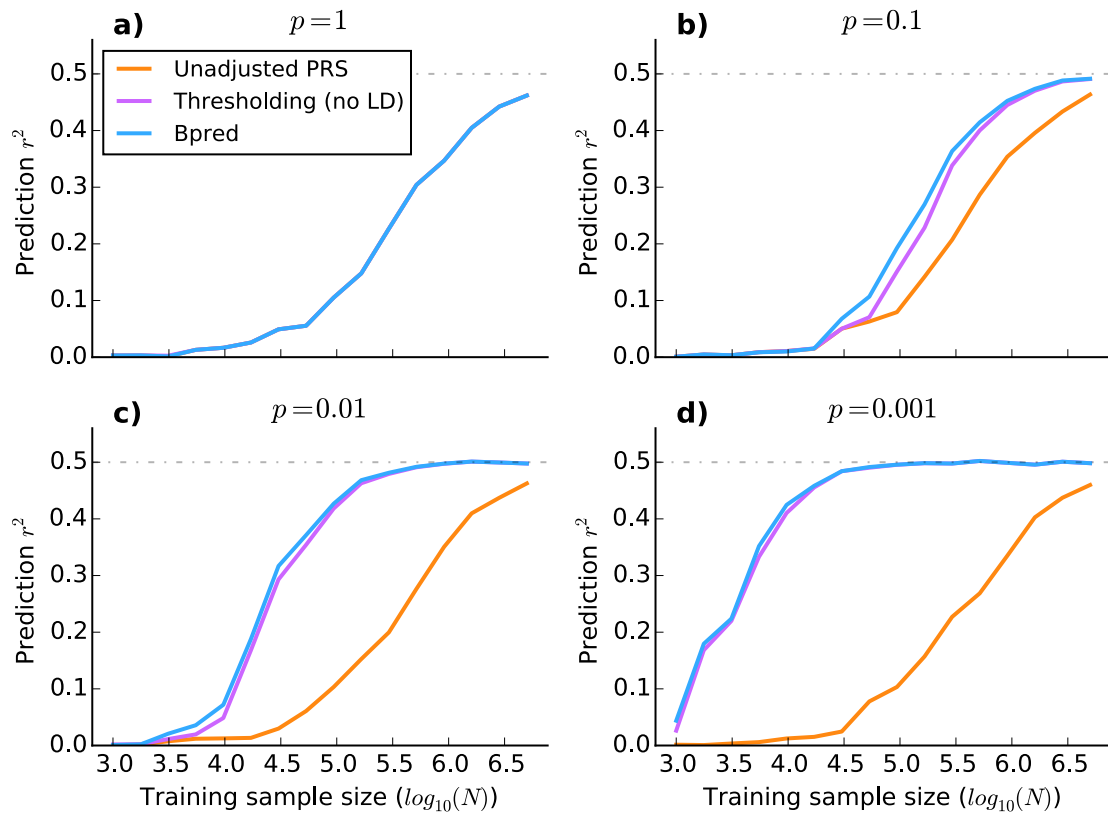 a) p=1
Unadjusted PRS
Thresholding (no LD)
Bpred
Prediction r²
0.5
0.4
0.3
0.2
0.1
0.0
b) p=0.1
Prediction r²
0.5
0.4
0.3
0.2
0.1
0.0
c) p=0.01
Prediction r²
0.5
0.4
0.3
0.2
0.1
0.0
3.0 3.5 4.0 4.5 5.0 5.5 6.0 6.5
Training sample size (log₁₀(N))
d) p=0.001
Prediction r²
0.5
0.4
0.3
0.2
0.1
0.0
3.0 3.5 4.0 4.5 5.0 5.5 6.0 6.5
Training sample size (log₁₀(N))